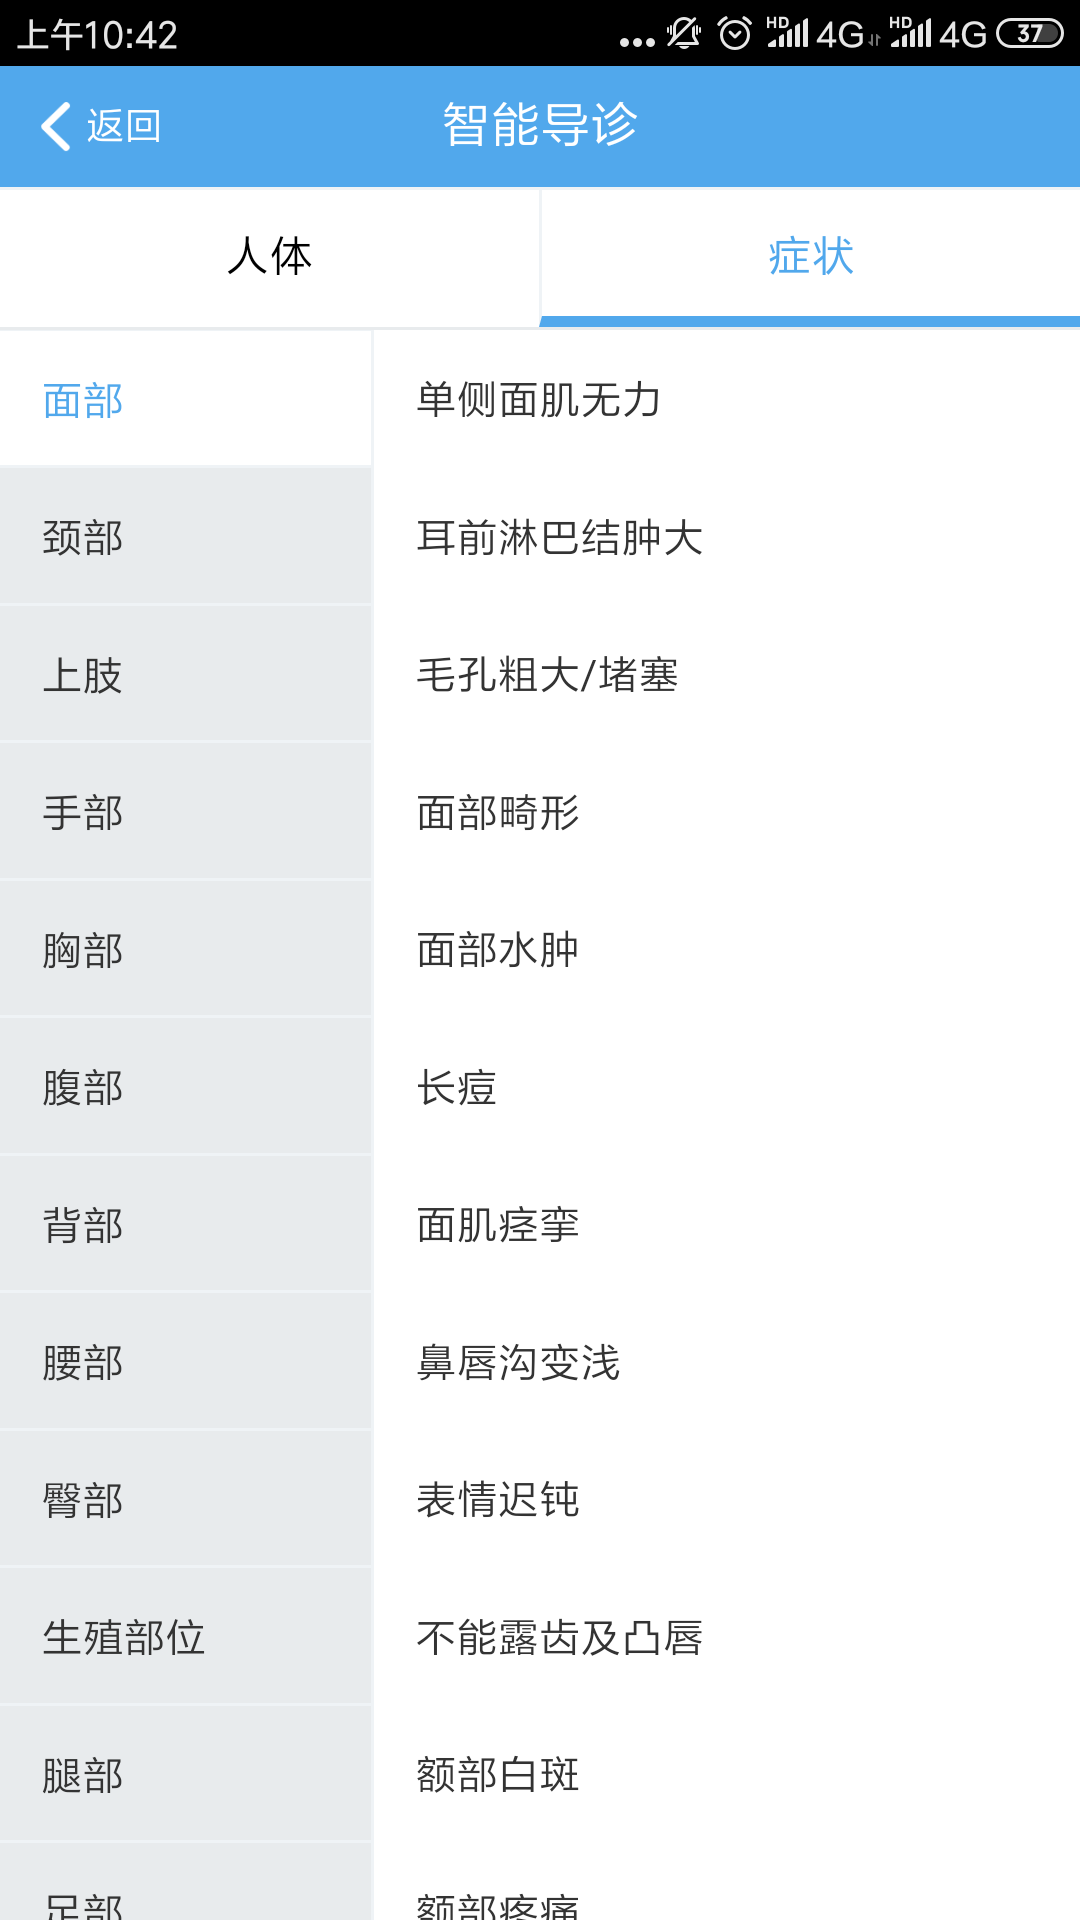 上午10:42
HD 4G HD 4G 37
返回
智能导诊
人体
症状
面部
单侧面肌无力
颈部
耳前淋巴结肿大
上肢
毛孔粗大/堵塞
手部
面部畸形
胸部
面部水肿
腹部
长痘
背部
面肌痉挛
腰部
鼻唇沟变浅
臀部
表情迟钝
生殖部位
不能露齿及凸唇
腿部
额部白斑
足部
额部疼痛